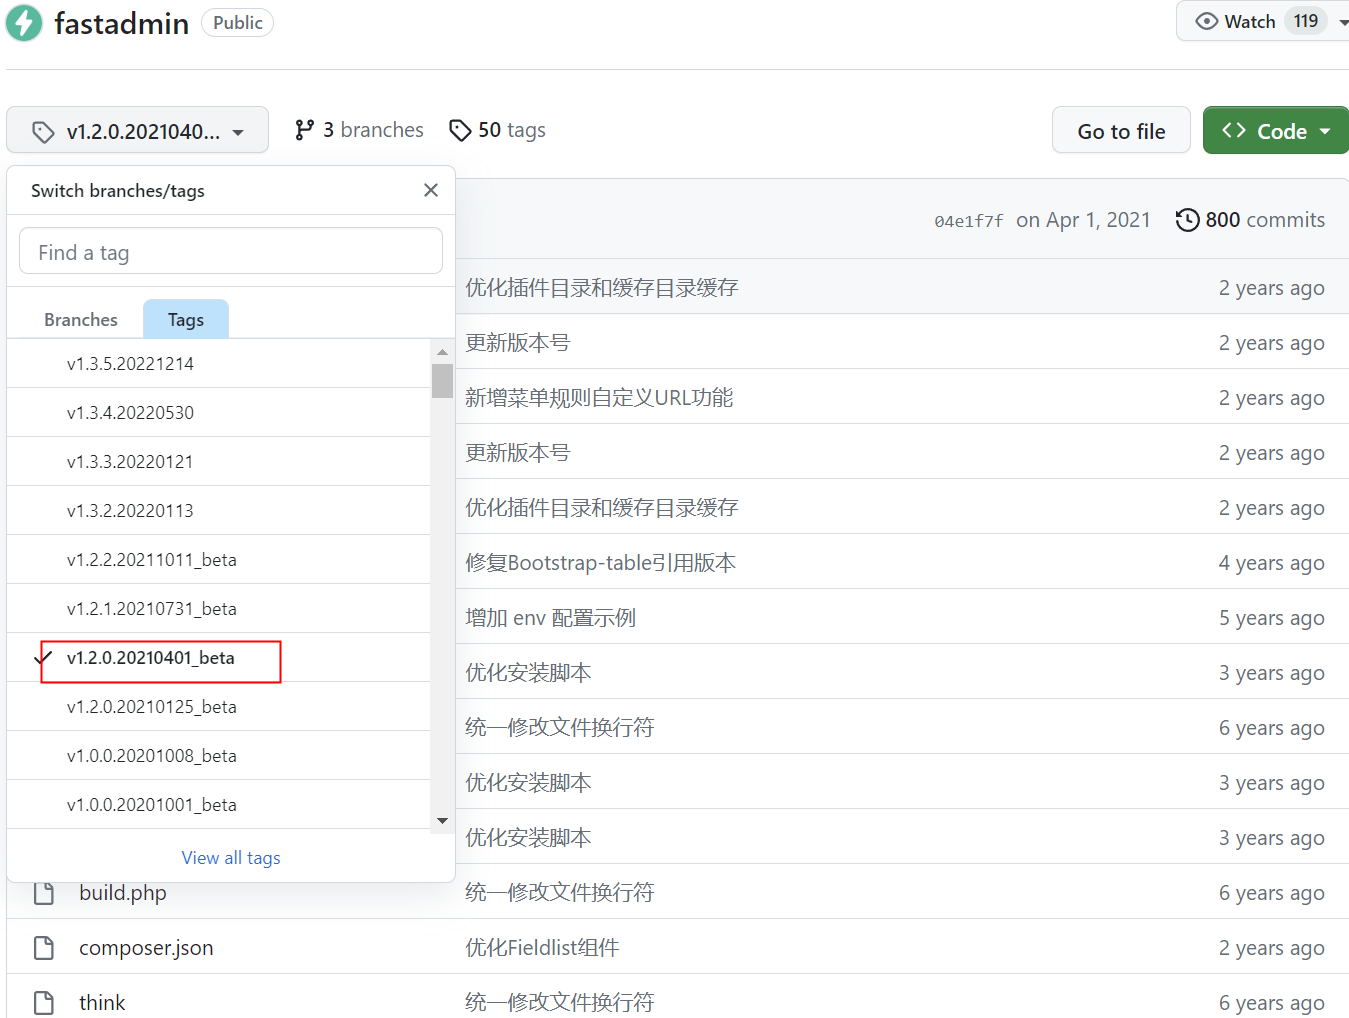 fastadmin Public Watch 119
v1.2.0.2021040... 3 branches 50 tags Go to file Code
Switch branches/tags
04e1f7f on Apr 1, 2021 800 commits
Find a tag
优化插件目录和缓存目录缓存 2 years ago
Branches Tags
更新版本号 2 years ago
v1.3.5.20221214
新增菜单规则自定义URL功能 2 years ago
v1.3.4.20220530
更新版本号 2 years ago
v1.3.3.20220121
优化插件目录和缓存目录缓存 2 years ago
v1.3.2.20220113
修复Bootstrap-table引用版本 4 years ago
v1.2.2.20211011_beta
增加 env 配置示例 5 years ago
v1.2.1.20210731_beta
v1.2.0.20210401_beta
优化安装脚本 3 years ago
v1.2.0.20210125_beta
统一修改文件换行符 6 years ago
v1.0.0.20201008_beta
优化安装脚本 3 years ago
v1.0.0.20201001_beta
优化安装脚本 3 years ago
View all tags
build.php 统一修改文件换行符 6 years ago
composer.json 优化Fieldlist组件 2 years ago
think 统一修改文件换行符 6 years ago